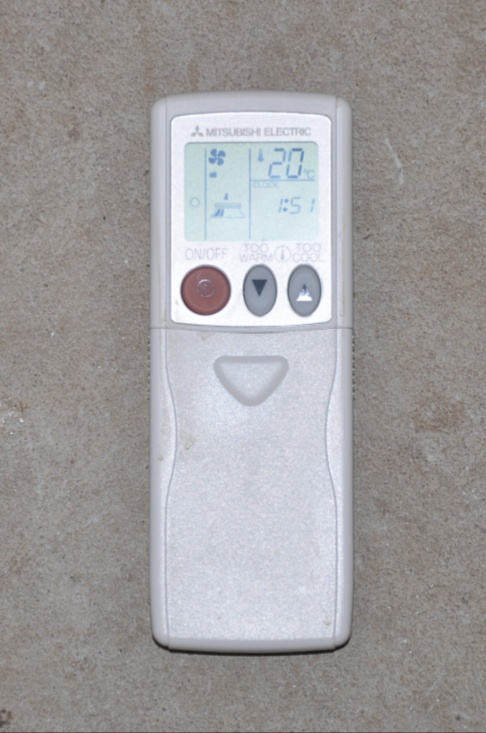 MITSUBISHI ELECTRIC
20°C
CLOCK
1:51
ON/OFF
TOO WARM
TOO COOL